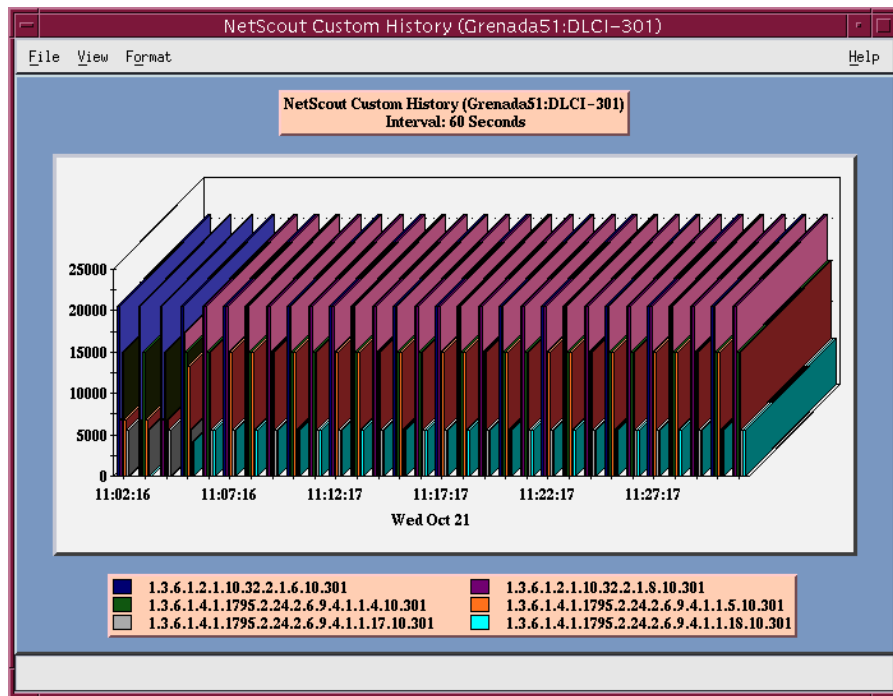 NetScout Custom History (Grenada51:DLCI-301)
File View Format Help
NetScout Custom History (Grenada51:DLCI-301)
Interval: 60 Seconds
25000
20000
15000
10000
5000
0
11:02:16 11:07:16 11:12:17 11:17:17 11:22:17 11:27:17
Wed Oct 21
1.3.6.1.2.1.10.32.2.1.6.10.301 1.3.6.1.2.1.10.32.2.1.8.10.301
1.3.6.1.4.1.1795.2.24.2.6.9.4.1.1.4.10.301 1.3.6.1.4.1.1795.2.24.2.6.9.4.1.1.5.10.301
1.3.6.1.4.1.1795.2.24.2.6.9.4.1.1.17.10.301 1.3.6.1.4.1.1795.2.24.2.6.9.4.1.1.18.10.301